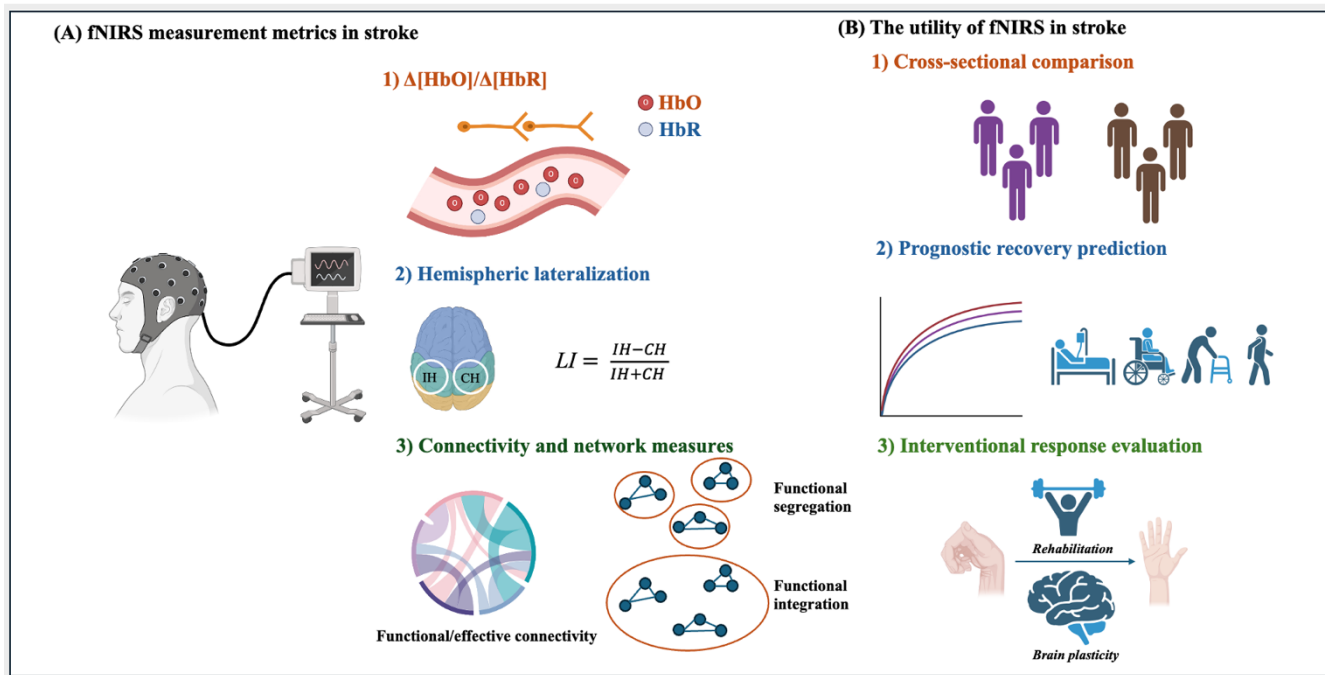 (A) fNIRS measurement metrics in stroke
1) Δ[HbO]/Δ[HbR]
HbO
HbR
2) Hemispheric lateralization
IH CH
LI = IH−CH / IH+CH
3) Connectivity and network measures
Functional
segregation
Functional
integration
Functional/effective connectivity
(B) The utility of fNIRS in stroke
1) Cross-sectional comparison
2) Prognostic recovery prediction
3) Interventional response evaluation
Rehabilitation
Brain plasticity